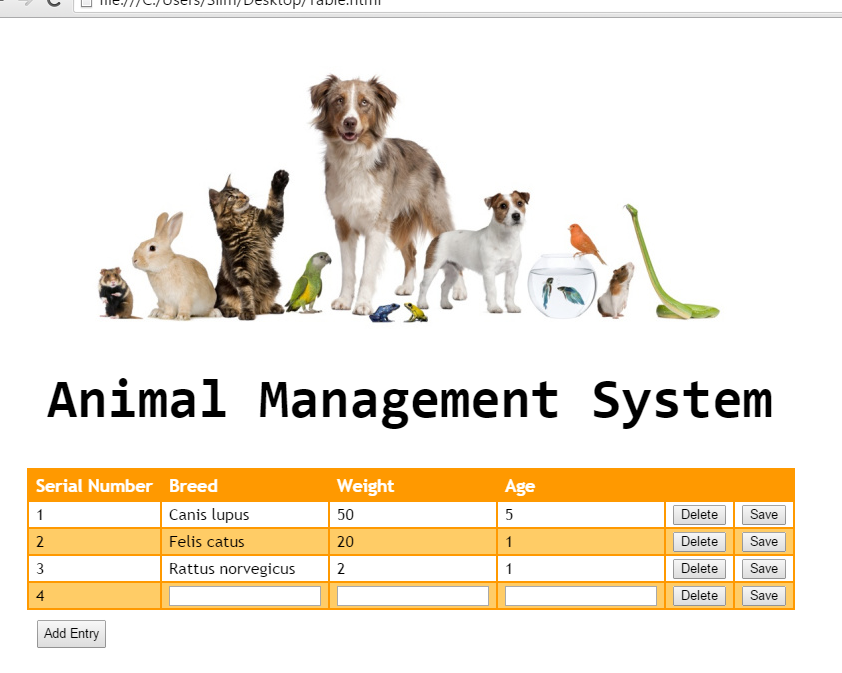 file:///C:/Users/Slim/Desktop/Table.html
Animal Management System
Serial Number Breed Weight Age
1 Canis lupus 50 5 Delete Save
2 Felis catus 20 1 Delete Save
3 Rattus norvegicus 2 1 Delete Save
4 Delete Save
Add Entry